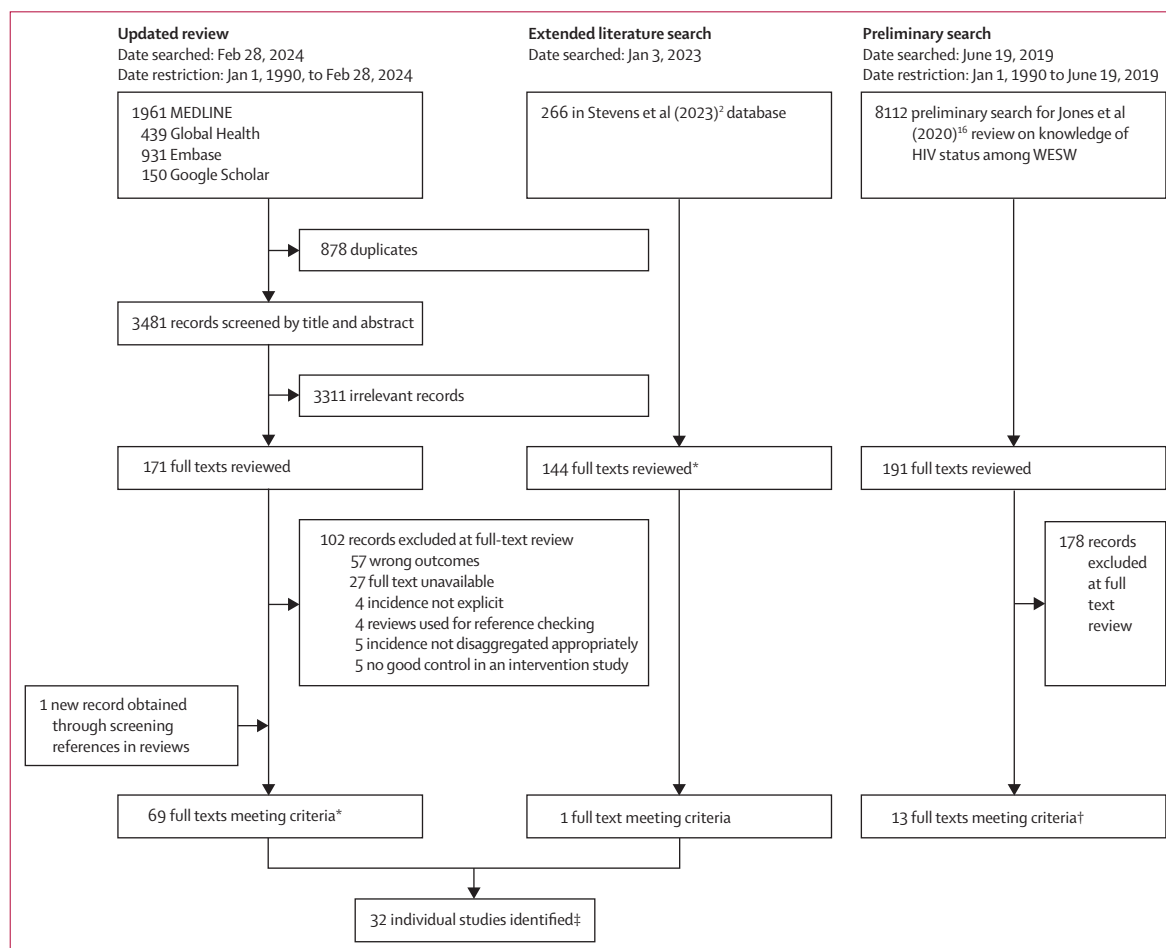 Updated review
Date searched: Feb 28, 2024
Date restriction: Jan 1, 1990, to Feb 28, 2024
Extended literature search
Date searched: Jan 3, 2023
Preliminary search
Date searched: June 19, 2019
Date restriction: Jan 1, 1990 to June 19, 2019
1961 MEDLINE
439 Global Health
931 Embase
150 Google Scholar
266 in Stevens et al (2023)² database
8112 preliminary search for Jones et al
(2020)¹⁶ review on knowledge of
HIV status among WESW
878 duplicates
3481 records screened by title and abstract
3311 irrelevant records
171 full texts reviewed
144 full texts reviewed*
191 full texts reviewed
102 records excluded at full-text review
57 wrong outcomes
27 full text unavailable
4 incidence not explicit
4 reviews used for reference checking
5 incidence not disaggregated appropriately
5 no good control in an intervention study
178 records
excluded
at full
text
review
1 new record obtained
through screening
references in reviews
69 full texts meeting criteria*
1 full text meeting criteria
13 full texts meeting criteria†
32 individual studies identified‡